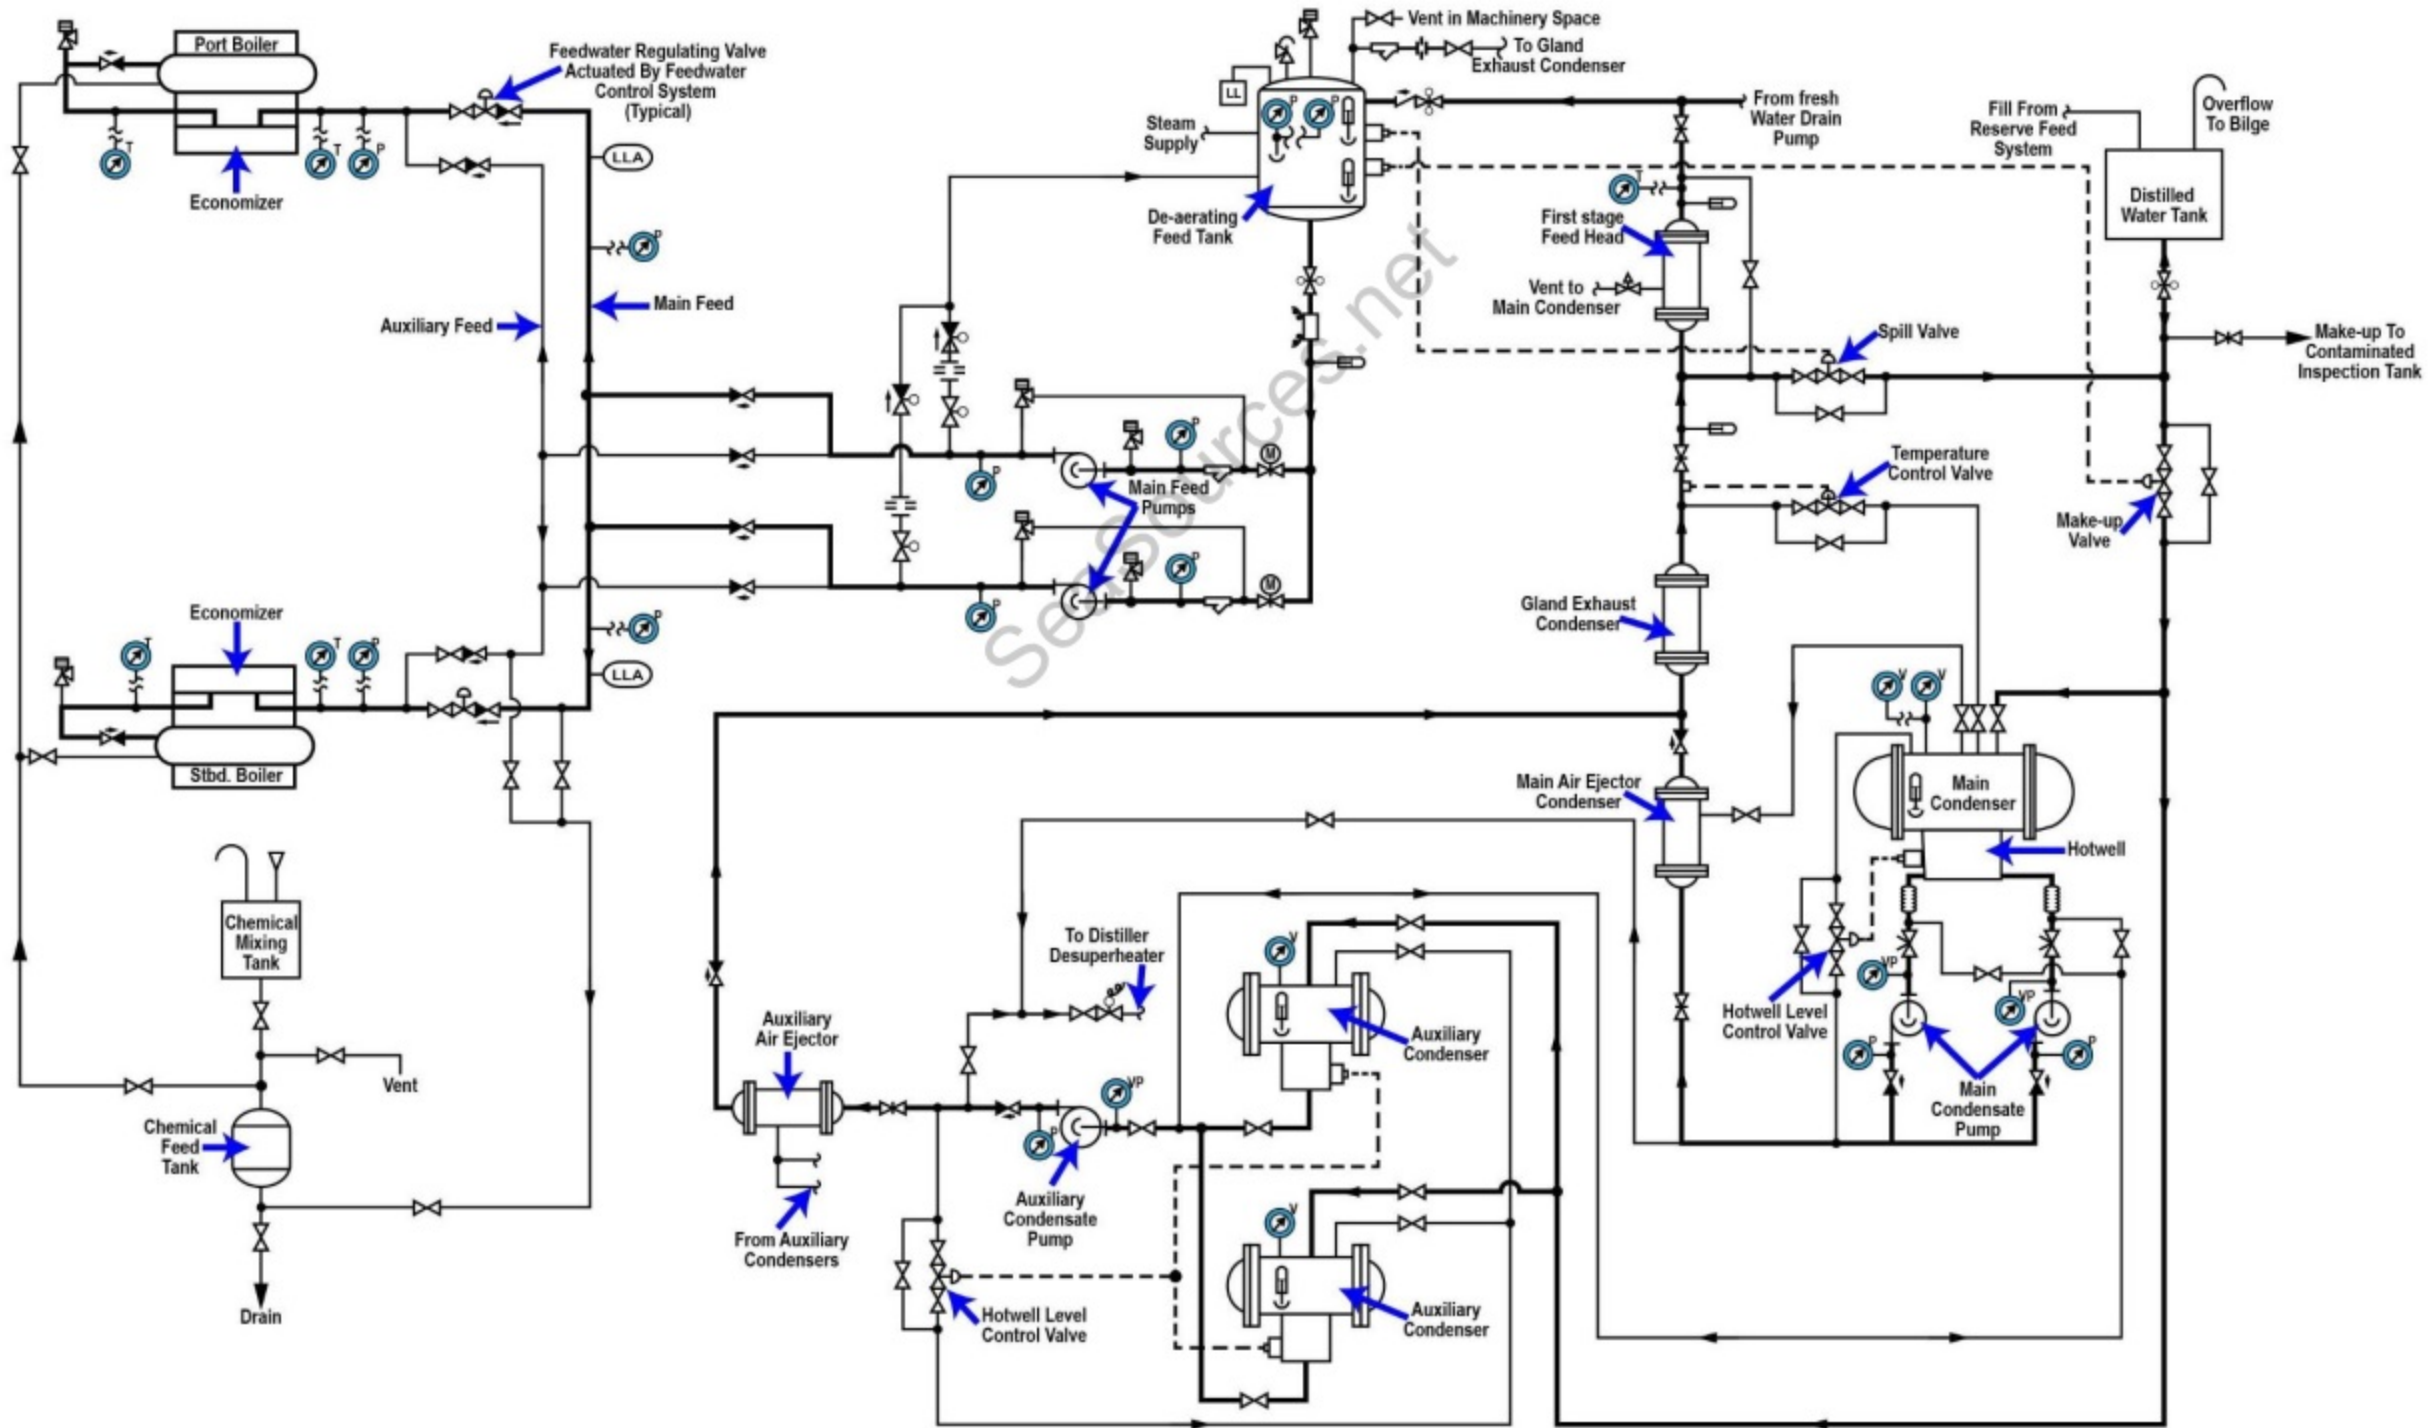 Port Boiler
Feedwater Regulating Valve
Actuated By Feedwater
Control System
(Typical)
Vent in Machinery Space
To Gland
Exhaust Condenser
LL
P
P
Steam
Supply
From fresh
Water Drain
Pump
Fill From
Reserve Feed
System
Overflow
To Bilge
Distilled
Water Tank
T
T
P
LLA
Economizer
De-aerating
Feed Tank
T
First stage
Feed Head
Vent to
Main Condenser
P
Main Feed
Auxiliary Feed
Spill Valve
Make-up To
Contaminated
Inspection Tank
SeaSources.net
P
M
P
Main Feed
Pumps
Temperature
Control Valve
Make-up
Valve
P
M
P
Economizer
Gland Exhaust
Condenser
T
T
P
P
LLA
V
V
Stbd. Boiler
Main Air Ejector
Condenser
Main
Condenser
Hotwell
Chemical
Mixing
Tank
To Distiller
Desuperheater
V
VP
VP
Hotwell Level
Control Valve
P
P
Main
Condensate
Pump
Auxiliary
Air Ejector
Auxiliary
Condenser
Vent
VP
P
Chemical
Feed
Tank
Auxiliary
Condensate
Pump
From Auxiliary
Condensers
V
Hotwell Level
Control Valve
Auxiliary
Condenser
Drain